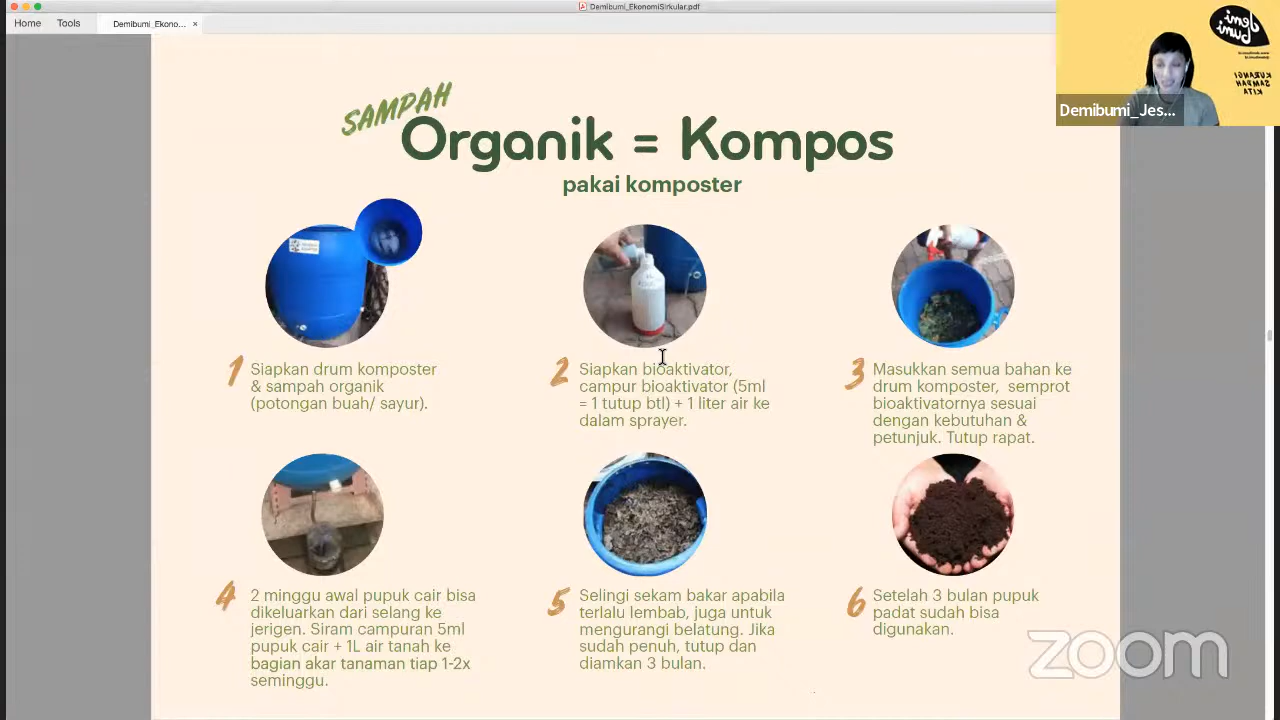 Demibumi_EkonomiSirkular.pdf
Home
Tools
Demibumi_Ekono...
×
demi
bumi
KURANGI
SAMPAH
KITA
Demibumi_Jes...
SAMPAH
Organik = Kompos
pakai komposter
1
Siapkan drum komposter
& sampah organik
(potongan buah/ sayur).
2
Siapkan bioaktivator,
campur bioaktivator (5ml
= 1 tutup btl) + 1 liter air ke
dalam sprayer.
3
Masukkan semua bahan ke
drum komposter, semprot
bioaktivatornya sesuai
dengan kebutuhan &
petunjuk. Tutup rapat.
4
2 minggu awal pupuk cair bisa
dikeluarkan dari selang ke
jerigen. Siram campuran 5ml
pupuk cair + 1L air tanah ke
bagian akar tanaman tiap 1-2x
seminggu.
5
Selingi sekam bakar apabila
terlalu lembab, juga untuk
mengurangi belatung. Jika
sudah penuh, tutup dan
diamkan 3 bulan.
6
Setelah 3 bulan pupuk
padat sudah bisa
digunakan.
zoom